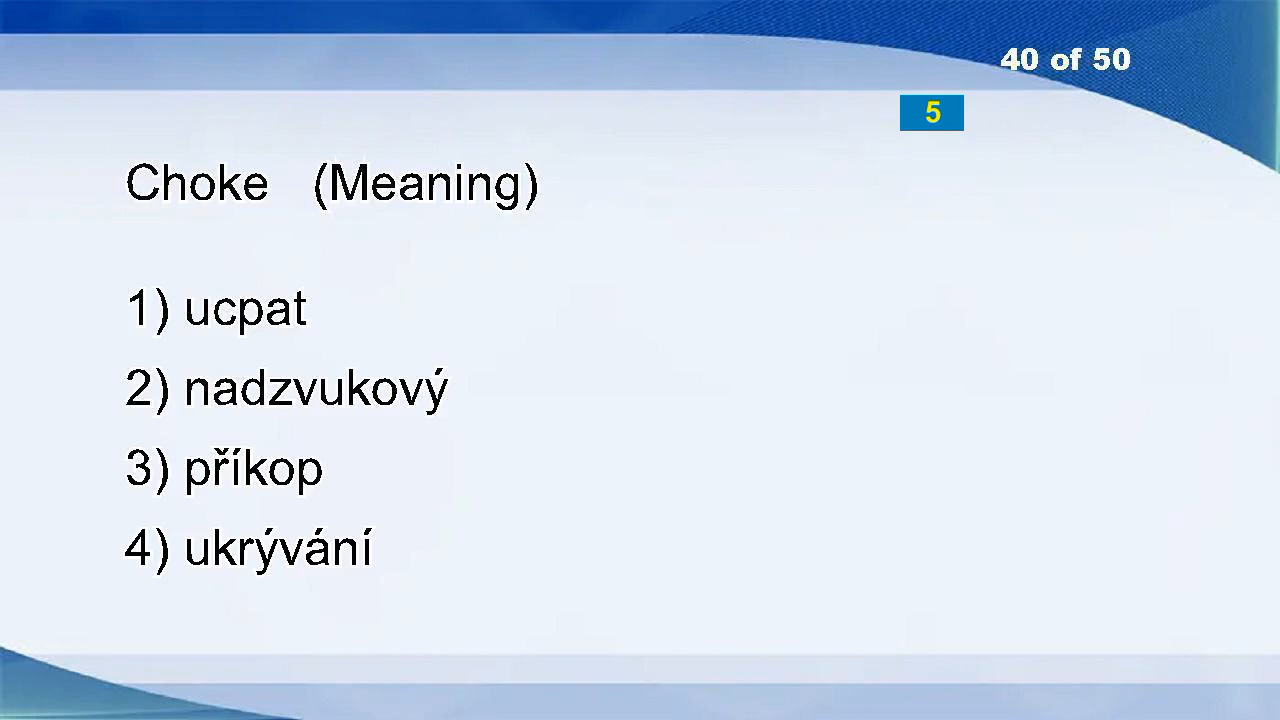 40 of 50
5
Choke (Meaning)
1) ucpat
2) nadzvukový
3) příkop
4) ukrývání